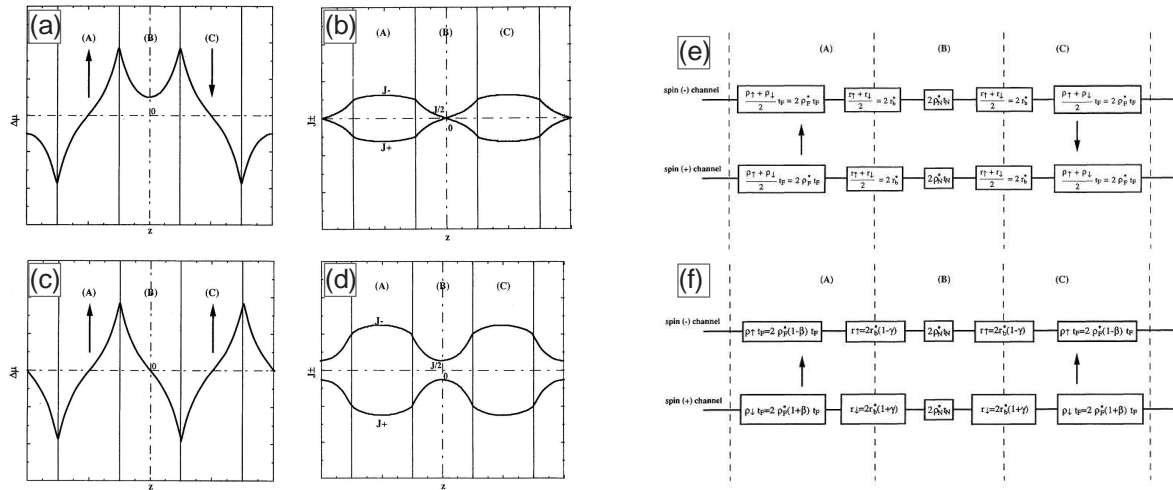 (a)
(A)
(B)
(C)
0
Δμ
z
(b)
(A)
(B)
(C)
J-
J/2
0
J+
J±
z
(c)
(A)
(B)
(C)
0
Δμ
z
(d)
(A)
(B)
(C)
J-
J/2
0
J+
J±
z
(e)
(A) (B) (C)
spin (-) channel
(ρ↑ + ρ↓)/2 t_F = 2 ρ*_F t_F
(r↑ + r↓)/2 = 2 r*_b
2ρ*_N t_N
(r↑ + r↓)/2 = 2 r*_b
(ρ↑ + ρ↓)/2 t_F = 2 ρ*_F t_F
spin (+) channel
(ρ↑ + ρ↓)/2 t_F = 2 ρ*_F t_F
(r↑ + r↓)/2 = 2 r*_b
2ρ*_N t_N
(r↑ + r↓)/2 = 2 r*_b
(ρ↑ + ρ↓)/2 t_F = 2 ρ*_F t_F
(f)
(A) (B) (C)
spin (-) channel
ρ↑ t_F=2 ρ*_F(1-β) t_F
r↑=2r*_b(1-γ)
2ρ*_N t_N
r↑=2r*_b(1-γ)
ρ↑ t_F=2 ρ*_F(1-β) t_F
spin (+) channel
ρ↓ t_F=2 ρ*_F(1+β) t_F
r↓=2r*_b(1+γ)
2ρ*_N t_N
r↓=2r*_b(1+γ)
ρ↓ t_F=2 ρ*_F(1+β) t_F